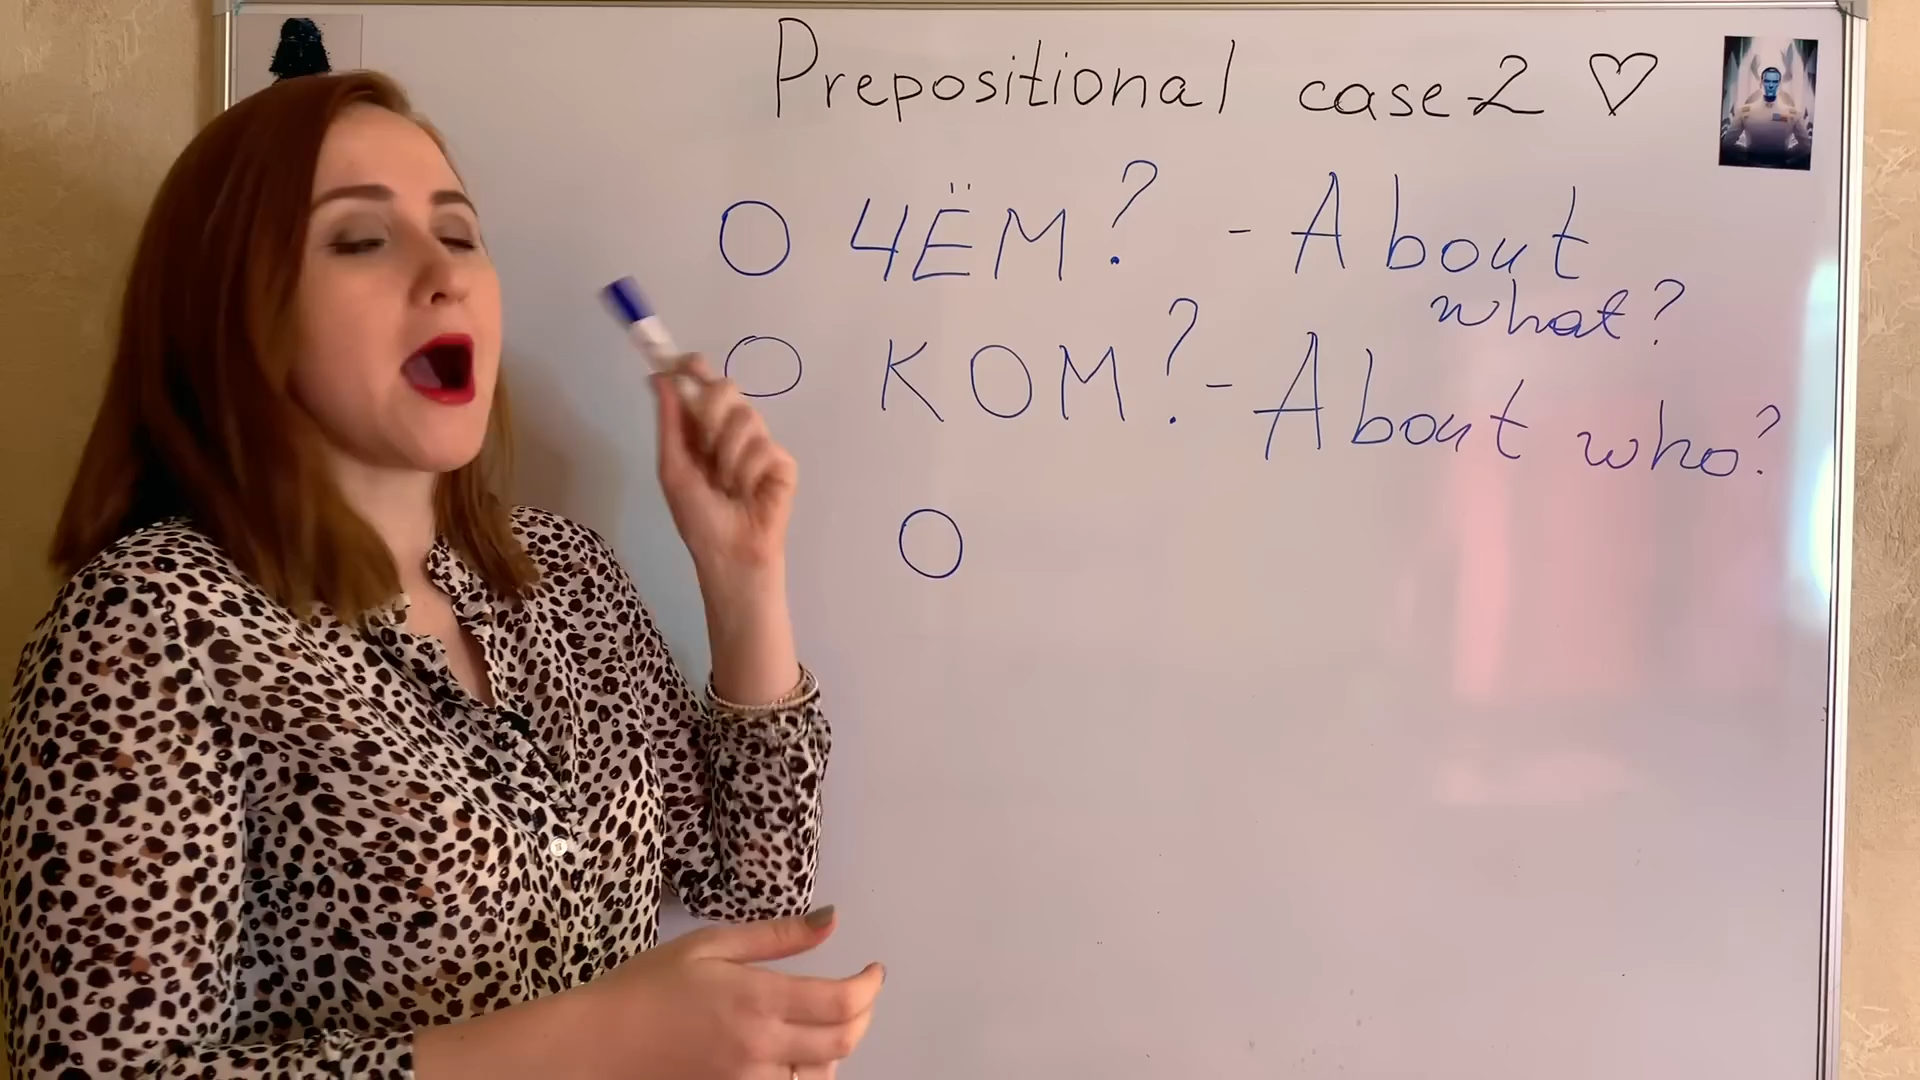 Prepositional case-2 ♡
О ЧЁМ? - About
what?
О КОМ? - About who?
О